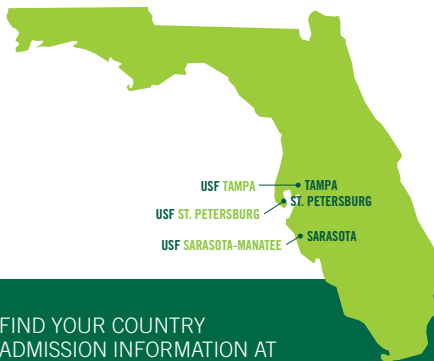 USF TAMPA
TAMPA
ST. PETERSBURG
USF ST. PETERSBURG
SARASOTA
USF SARASOTA-MANATEE
FIND YOUR COUNTRY
ADMISSION INFORMATION AT